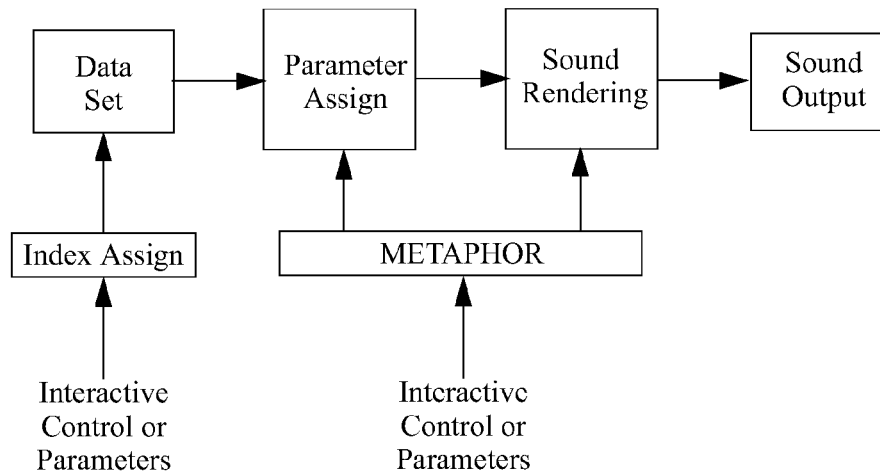 Data
Set
Parameter
Assign
Sound
Rendering
Sound
Output
Index Assign
METAPHOR
Interactive
Control or
Parameters
Interactive
Control or
Parameters